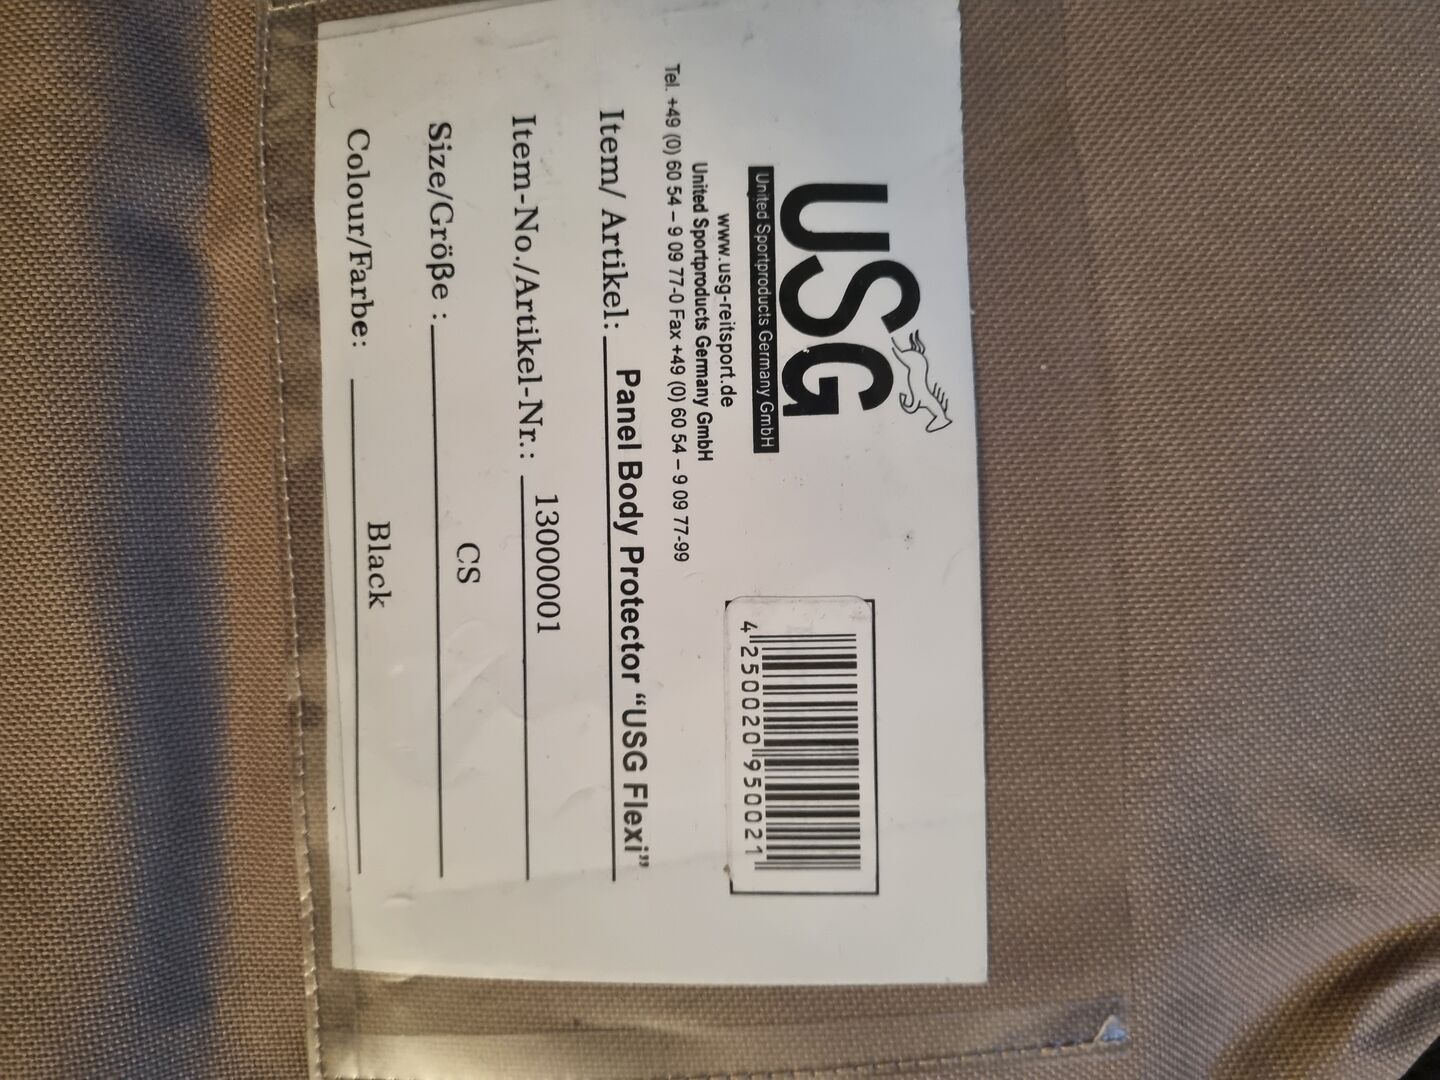 USG
United Sportproducts Germany GmbH
www.usg-reitsport.de
United Sportproducts Germany GmbH
Tel. +49 (0) 60 54 – 9 09 77-0 Fax +49 (0) 60 54 – 9 09 77-99
4 250020 950021
Item/ Artikel: Panel Body Protector “USG Flexi”
Item-No./Artikel-Nr.: 13000001
Size/Größe : CS
Colour/Farbe: Black